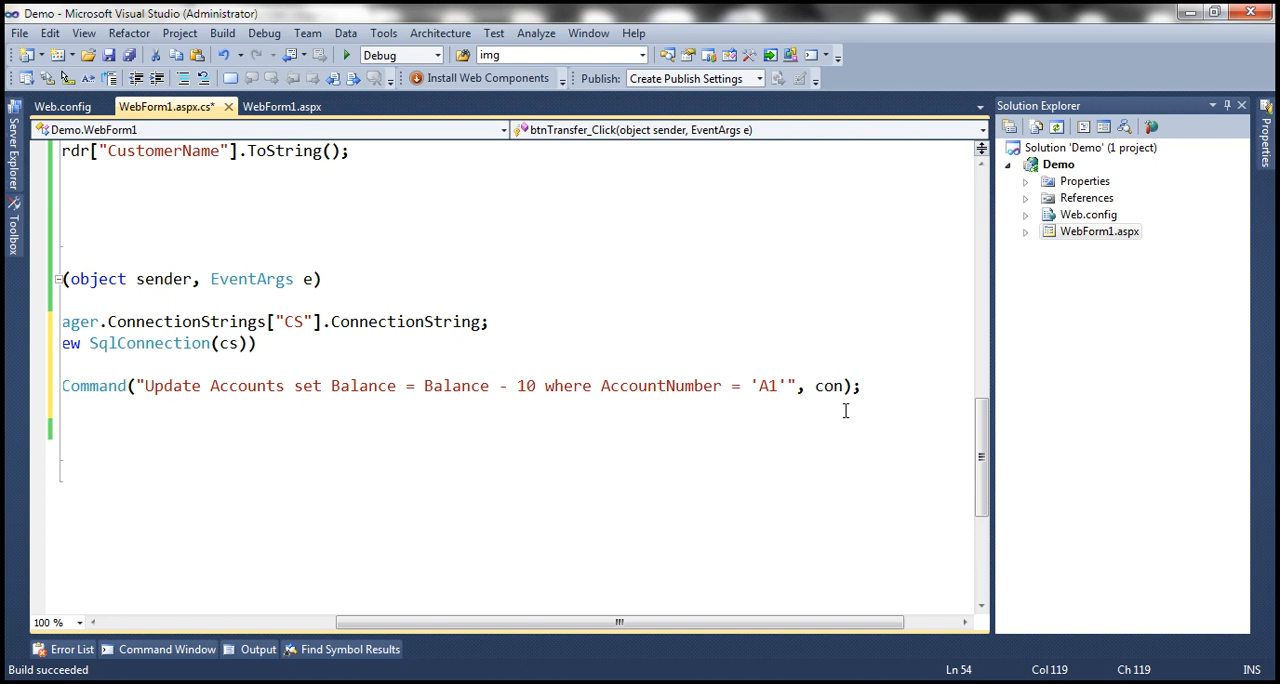 Demo - Microsoft Visual Studio (Administrator)
File Edit View Refactor Project Build Debug Team Data Tools Architecture Test Analyze Window Help
Debug img
Install Web Components Publish: Create Publish Settings
Web.config WebForm1.aspx.cs* WebForm1.aspx
Solution Explorer
Demo.WebForm1 btnTransfer_Click(object sender, EventArgs e)
Server Explorer
Toolbox
Properties
rdr["CustomerName"].ToString();
(object sender, EventArgs e)
ager.ConnectionStrings["CS"].ConnectionString;
ew SqlConnection(cs))
Command("Update Accounts set Balance = Balance - 10 where AccountNumber = 'A1'", con);
Solution 'Demo' (1 project)
Demo
Properties
References
Web.config
WebForm1.aspx
100 %
Error List Command Window Output Find Symbol Results
Build succeeded Ln 54 Col 119 Ch 119 INS